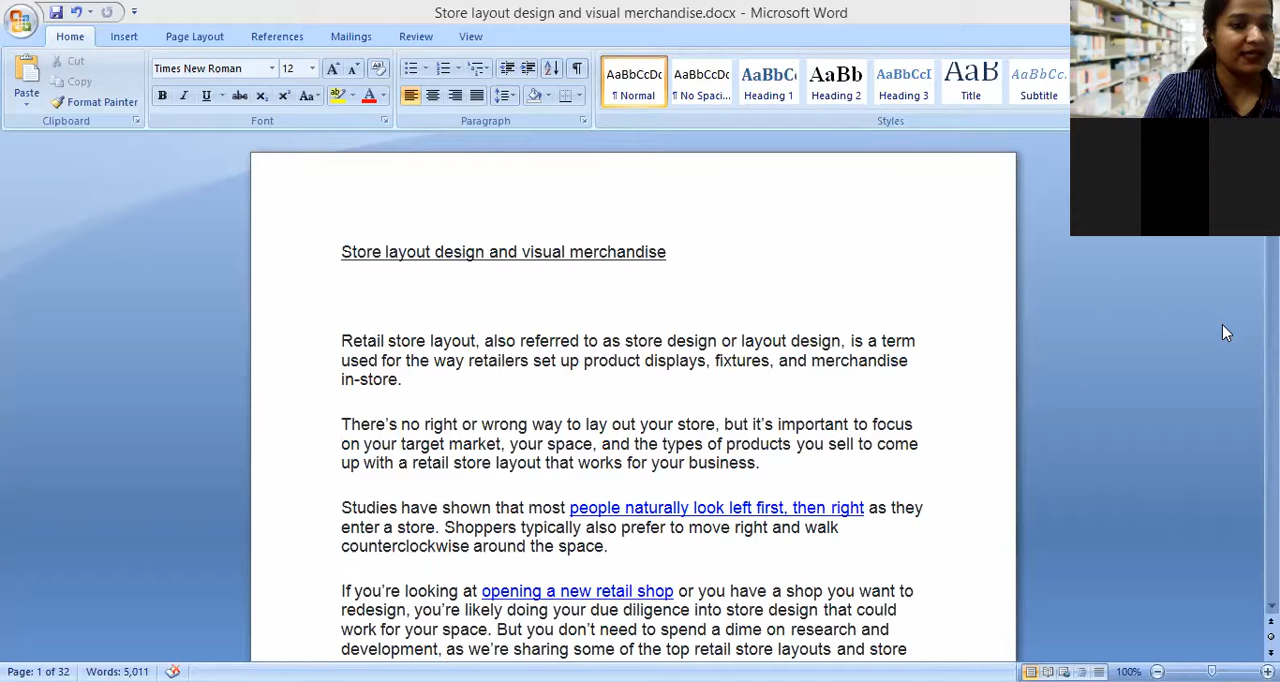 Store layout design and visual merchandise.docx - Microsoft Word
Home Insert Page Layout References Mailings Review View
Cut
Copy
Format Painter
Paste
Clipboard
Times New Roman 12
Font
Paragraph
AaBbCcDc AaBbCcDc AaBbC AaBb AaBbCcI AaB AaBbCc.
¶ Normal ¶ No Spaci... Heading 1 Heading 2 Heading 3 Title Subtitle
Styles
Store layout design and visual merchandise
Retail store layout, also referred to as store design or layout design, is a term
used for the way retailers set up product displays, fixtures, and merchandise
in-store.
There’s no right or wrong way to lay out your store, but it’s important to focus
on your target market, your space, and the types of products you sell to come
up with a retail store layout that works for your business.
Studies have shown that most people naturally look left first, then right as they
enter a store. Shoppers typically also prefer to move right and walk
counterclockwise around the space.
If you’re looking at opening a new retail shop or you have a shop you want to
redesign, you’re likely doing your due diligence into store design that could
work for your space. But you don’t need to spend a dime on research and
development, as we’re sharing some of the top retail store layouts and store
Page: 1 of 32 Words: 5,011 100%